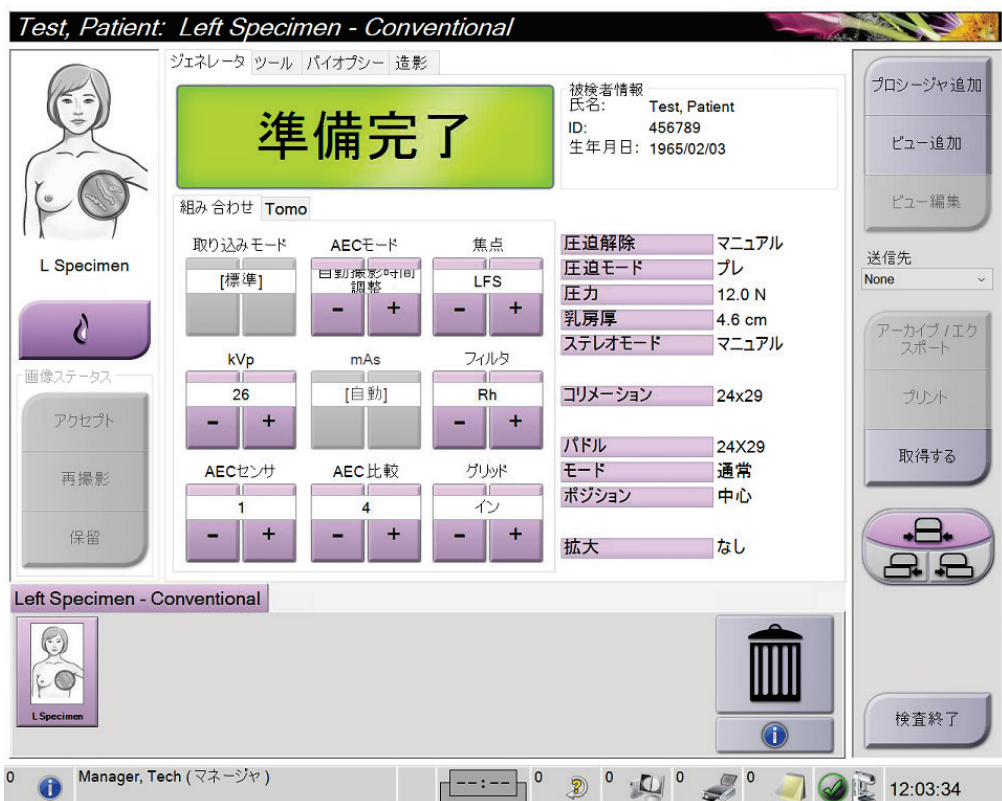 Test, Patient: Left Specimen - Conventional
L Specimen
画像ステータス
アクセプト
再撮影
保留
ジェネレータ ツール バイオプシー 造影
準備完了
被検者情報
氏名: Test, Patient
ID: 456789
生年月日: 1965/02/03
組み合わせ Tomo
取り込みモード AECモード 焦点
[標準] 自動撮影時間調整 LFS
- + - +
kVp mAs フィルタ
26 [自動] Rh
- + - +
AECセンサ AEC比較 グリッド
1 4 イン
- + - + - +
圧迫解除 マニュアル
圧迫モード プレ
圧力 12.0 N
乳房厚 4.6 cm
ステレオモード マニュアル
コリメーション 24x29
パドル 24X29
モード 通常
ポジション 中心
拡大 なし
プロシージャ追加
ビュー追加
ビュー編集
送信先
None
アーカイブ / エク
スポート
プリント
取得する
検査終了
Left Specimen - Conventional
L Specimen
0 Manager, Tech (マネージャ) --:-- 0 0 0 0 12:03:34